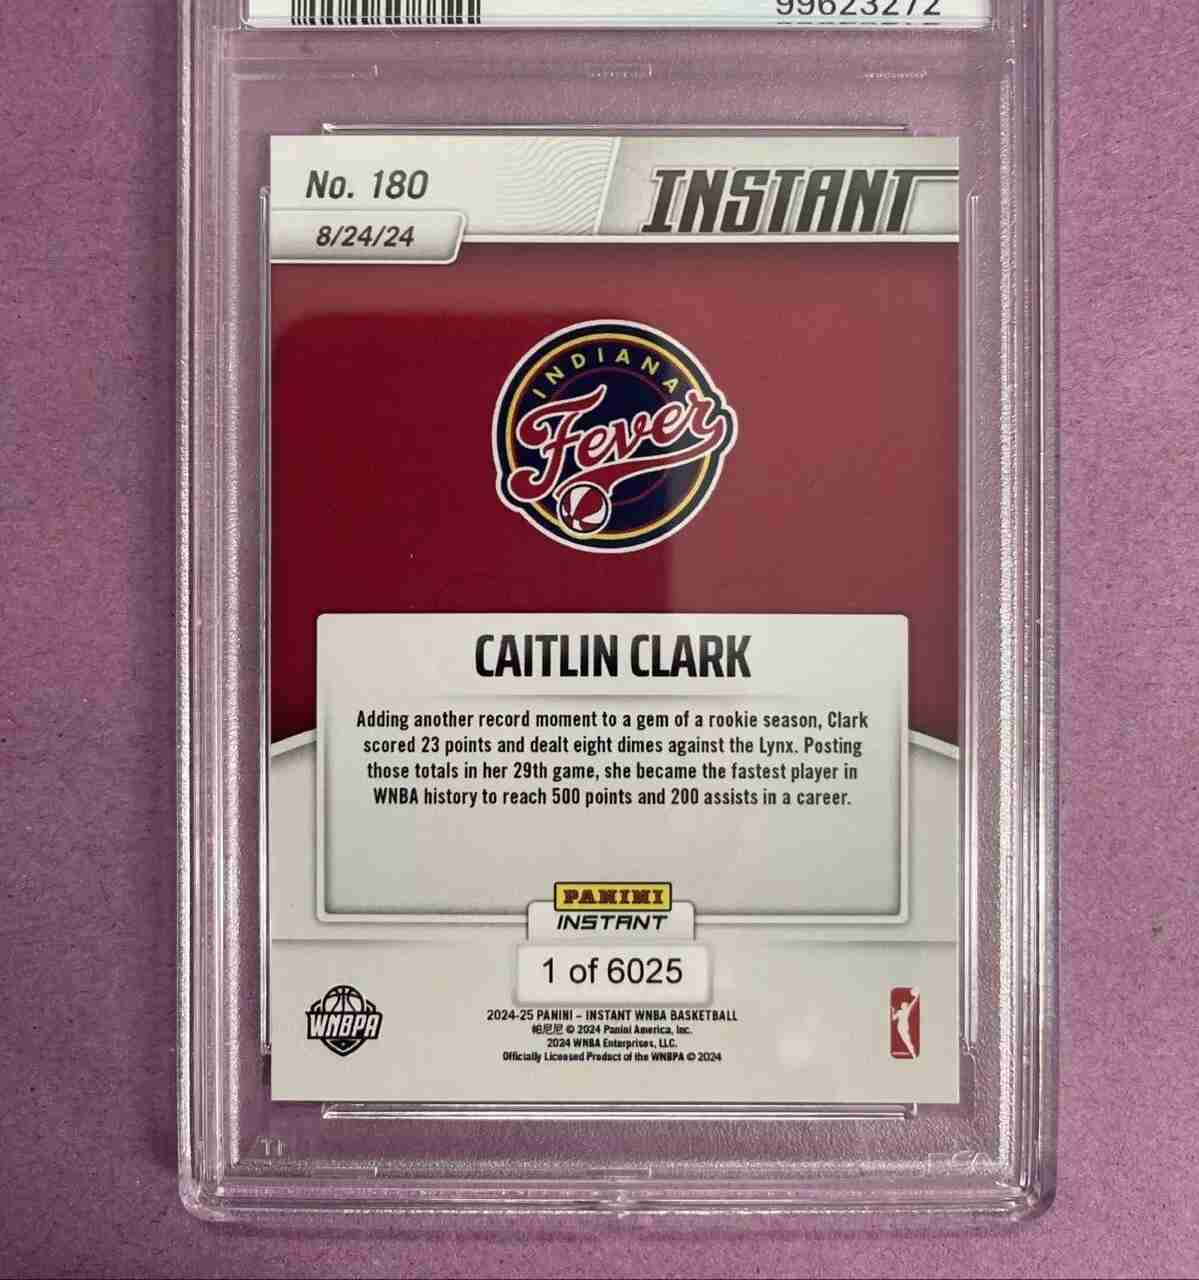 99623272
No. 180
INSTANT
8/24/24
INDIANA
Fever
CAITLIN CLARK
Adding another record moment to a gem of a rookie season, Clark
scored 23 points and dealt eight dimes against the Lynx. Posting
those totals in her 29th game, she became the fastest player in
WNBA history to reach 500 points and 200 assists in a career.
PANINI
INSTANT
1 of 6025
WNBPA
2024-25 PANINI - INSTANT WNBA BASKETBALL
帕尼尼 © 2024 Panini America, Inc.
2024 WNBA Enterprises, LLC.
Officially Licensed Product of the WNBPA © 2024